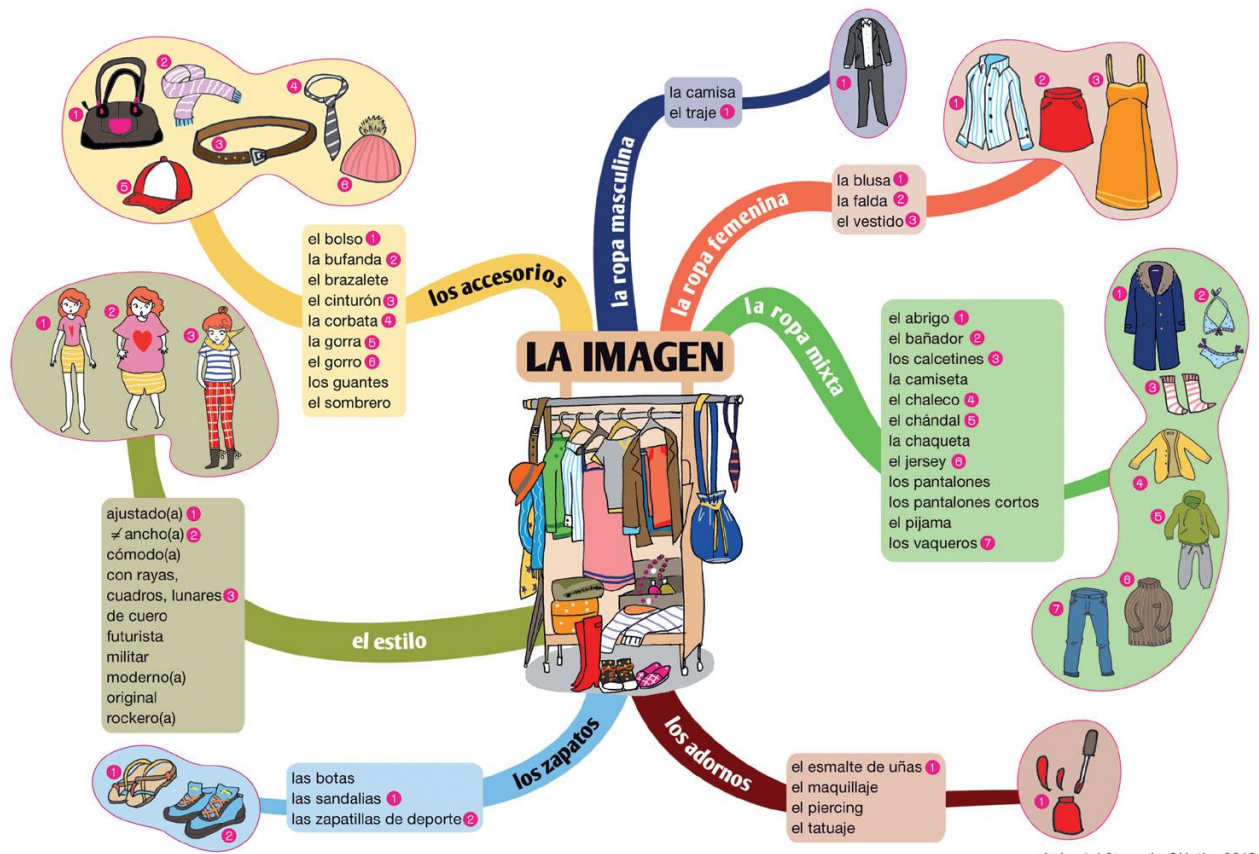 LA IMAGEN
la ropa masculina
la camisa
el traje 1
1
la ropa femenina
la blusa 1
la falda 2
el vestido 3
1
2
3
la ropa mixta
el abrigo 1
el bañador 2
los calcetines 3
la camiseta
el chaleco 4
el chándal 5
la chaqueta
el jersey 6
los pantalones
los pantalones cortos
el pijama
los vaqueros 7
1
2
3
4
5
6
7
los adornos
el esmalte de uñas 1
el maquillaje
el piercing
el tatuaje
1
los zapatos
las botas
las sandalias 1
las zapatillas de deporte 2
1
2
el estilo
ajustado(a) 1
≠ ancho(a) 2
cómodo(a)
con rayas,
cuadros, lunares 3
de cuero
futurista
militar
moderno(a)
original
rockero(a)
1
2
3
los accesorios
el bolso 1
la bufanda 2
el brazalete
el cinturón 3
la corbata 4
la gorra 5
el gorro 6
los guantes
el sombrero
1
2
3
4
5
6